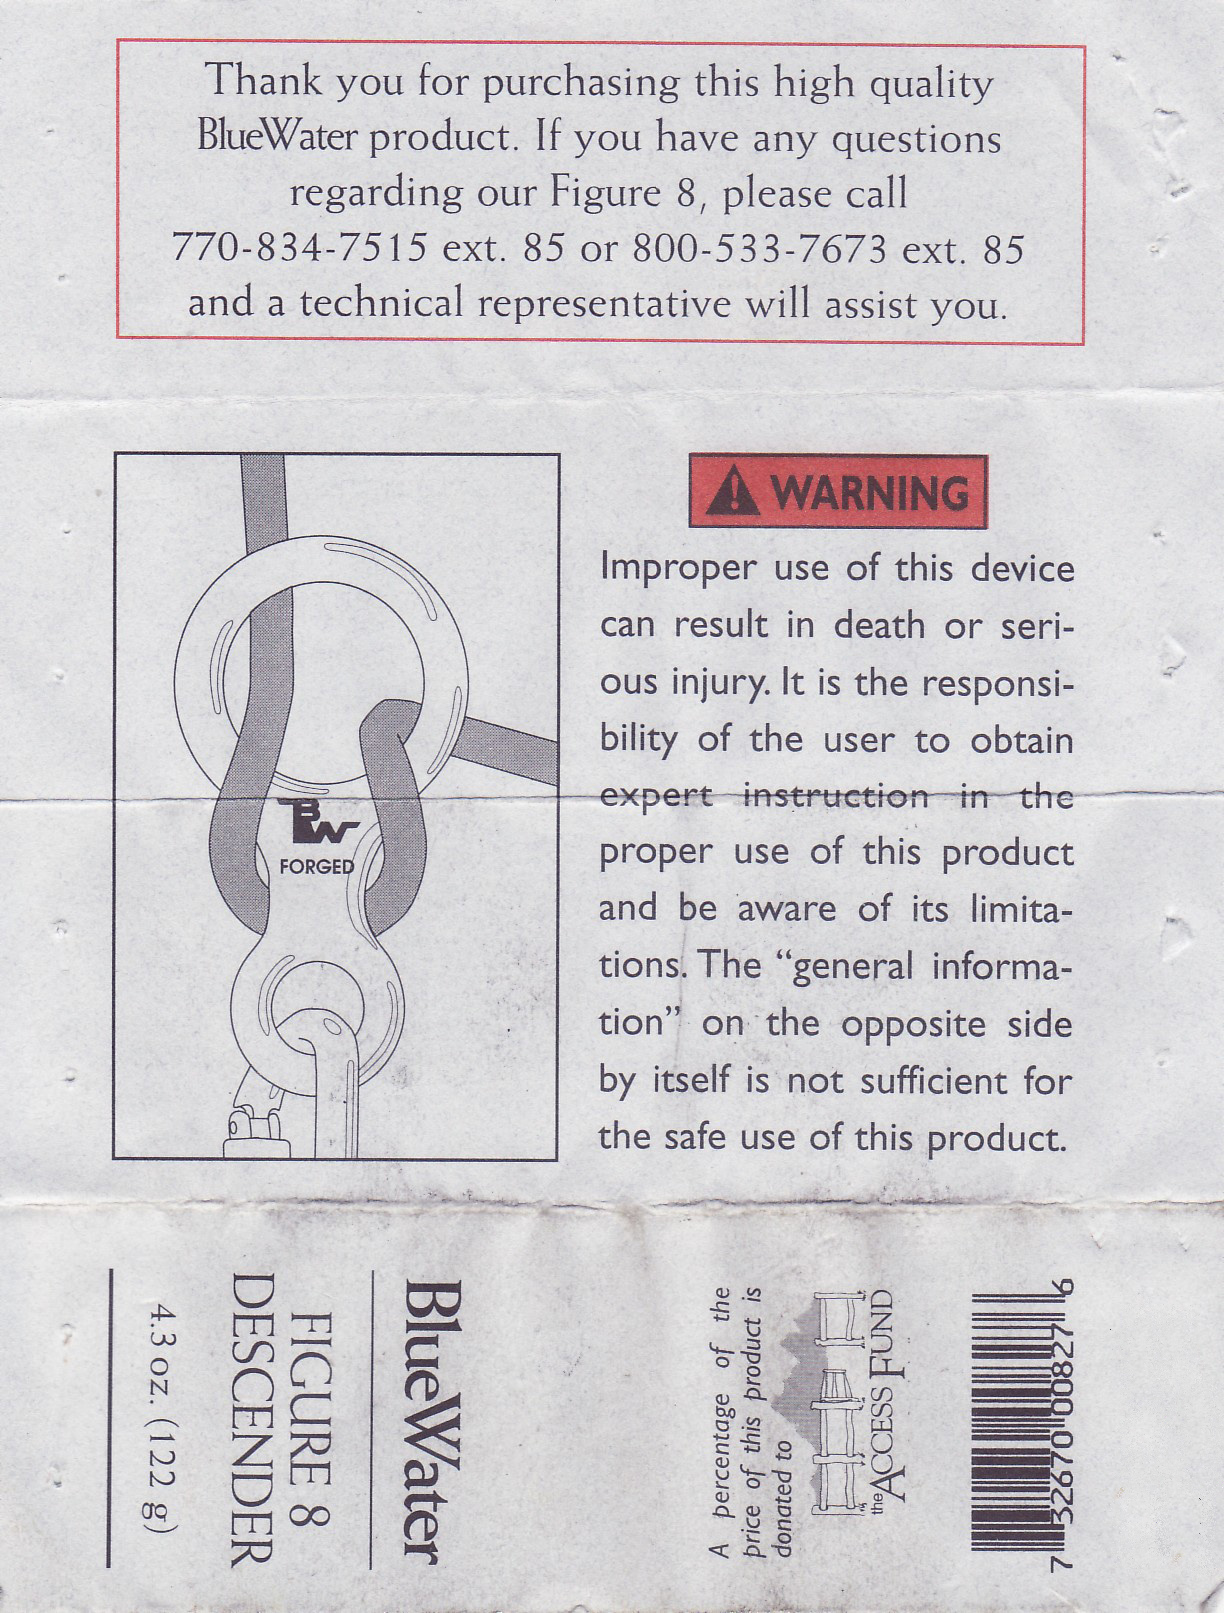 Thank you for purchasing this high quality
BlueWater product. If you have any questions
regarding our Figure 8, please call
770-834-7515 ext. 85 or 800-533-7673 ext. 85
and a technical representative will assist you.
BW
FORGED
WARNING
Improper use of this device
can result in death or seri-
ous injury. It is the responsi-
bility of the user to obtain
expert instruction in the
proper use of this product
and be aware of its limita-
tions. The “general informa-
tion” on the opposite side
by itself is not sufficient for
the safe use of this product.
BlueWater
FIGURE 8
DESCENDER
4.3 oz. (122 g)
A percentage of the
price of this product is
donated to
the ACCESS FUND
7 32670 00827 6